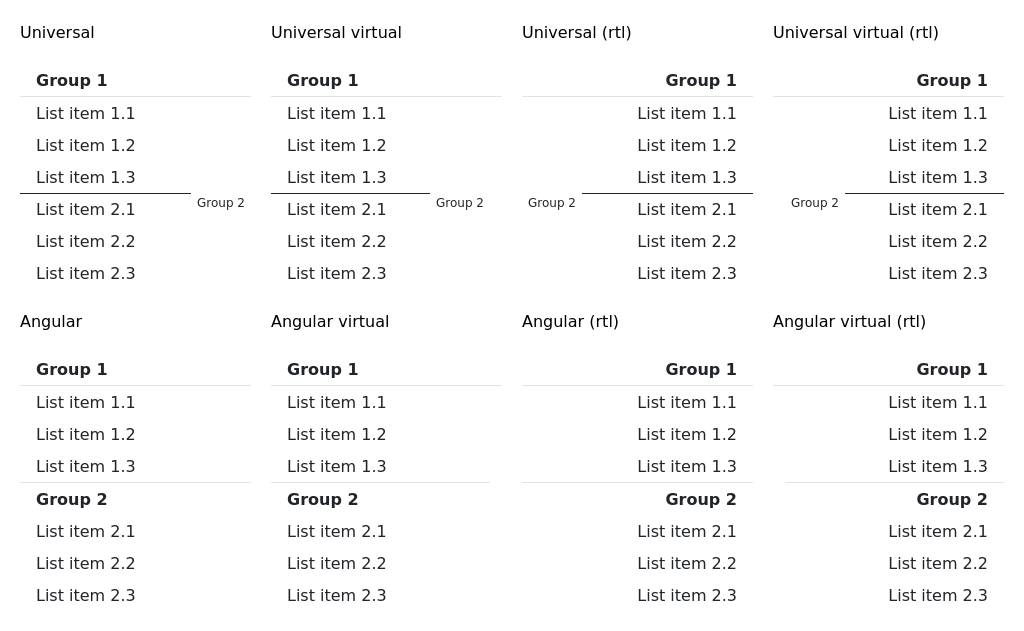 Universal
Group 1
List item 1.1
List item 1.2
List item 1.3
Group 2
List item 2.1
List item 2.2
List item 2.3
Universal virtual
Group 1
List item 1.1
List item 1.2
List item 1.3
Group 2
List item 2.1
List item 2.2
List item 2.3
Universal (rtl)
Group 1
List item 1.1
List item 1.2
List item 1.3
Group 2
List item 2.1
List item 2.2
List item 2.3
Universal virtual (rtl)
Group 1
List item 1.1
List item 1.2
List item 1.3
Group 2
List item 2.1
List item 2.2
List item 2.3
Angular
Group 1
List item 1.1
List item 1.2
List item 1.3
Group 2
List item 2.1
List item 2.2
List item 2.3
Angular virtual
Group 1
List item 1.1
List item 1.2
List item 1.3
Group 2
List item 2.1
List item 2.2
List item 2.3
Angular (rtl)
Group 1
List item 1.1
List item 1.2
List item 1.3
Group 2
List item 2.1
List item 2.2
List item 2.3
Angular virtual (rtl)
Group 1
List item 1.1
List item 1.2
List item 1.3
Group 2
List item 2.1
List item 2.2
List item 2.3